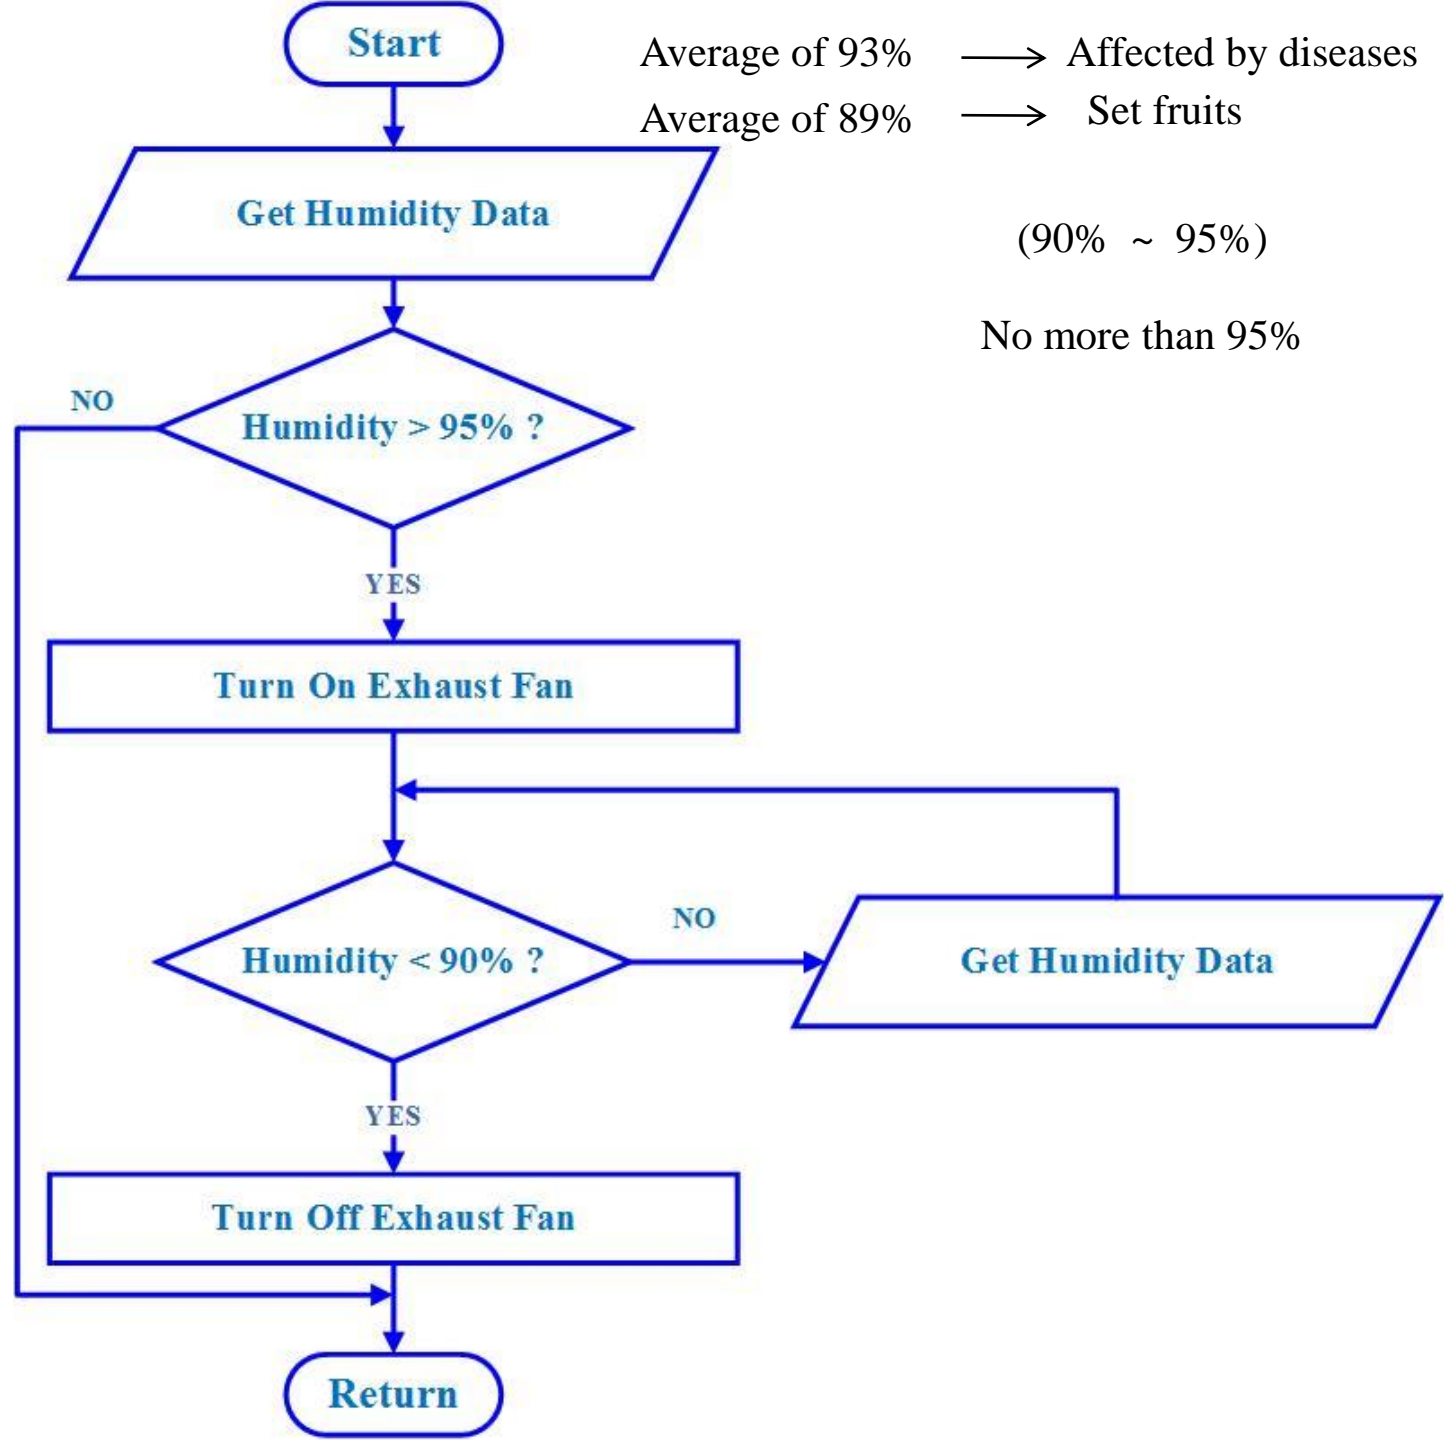 Start
Average of 93% → Affected by diseases
Average of 89% → Set fruits
Get Humidity Data
(90% ~ 95%)
No more than 95%
NO
Humidity > 95% ?
YES
Turn On Exhaust Fan
NO
Humidity < 90% ?
Get Humidity Data
YES
Turn Off Exhaust Fan
Return